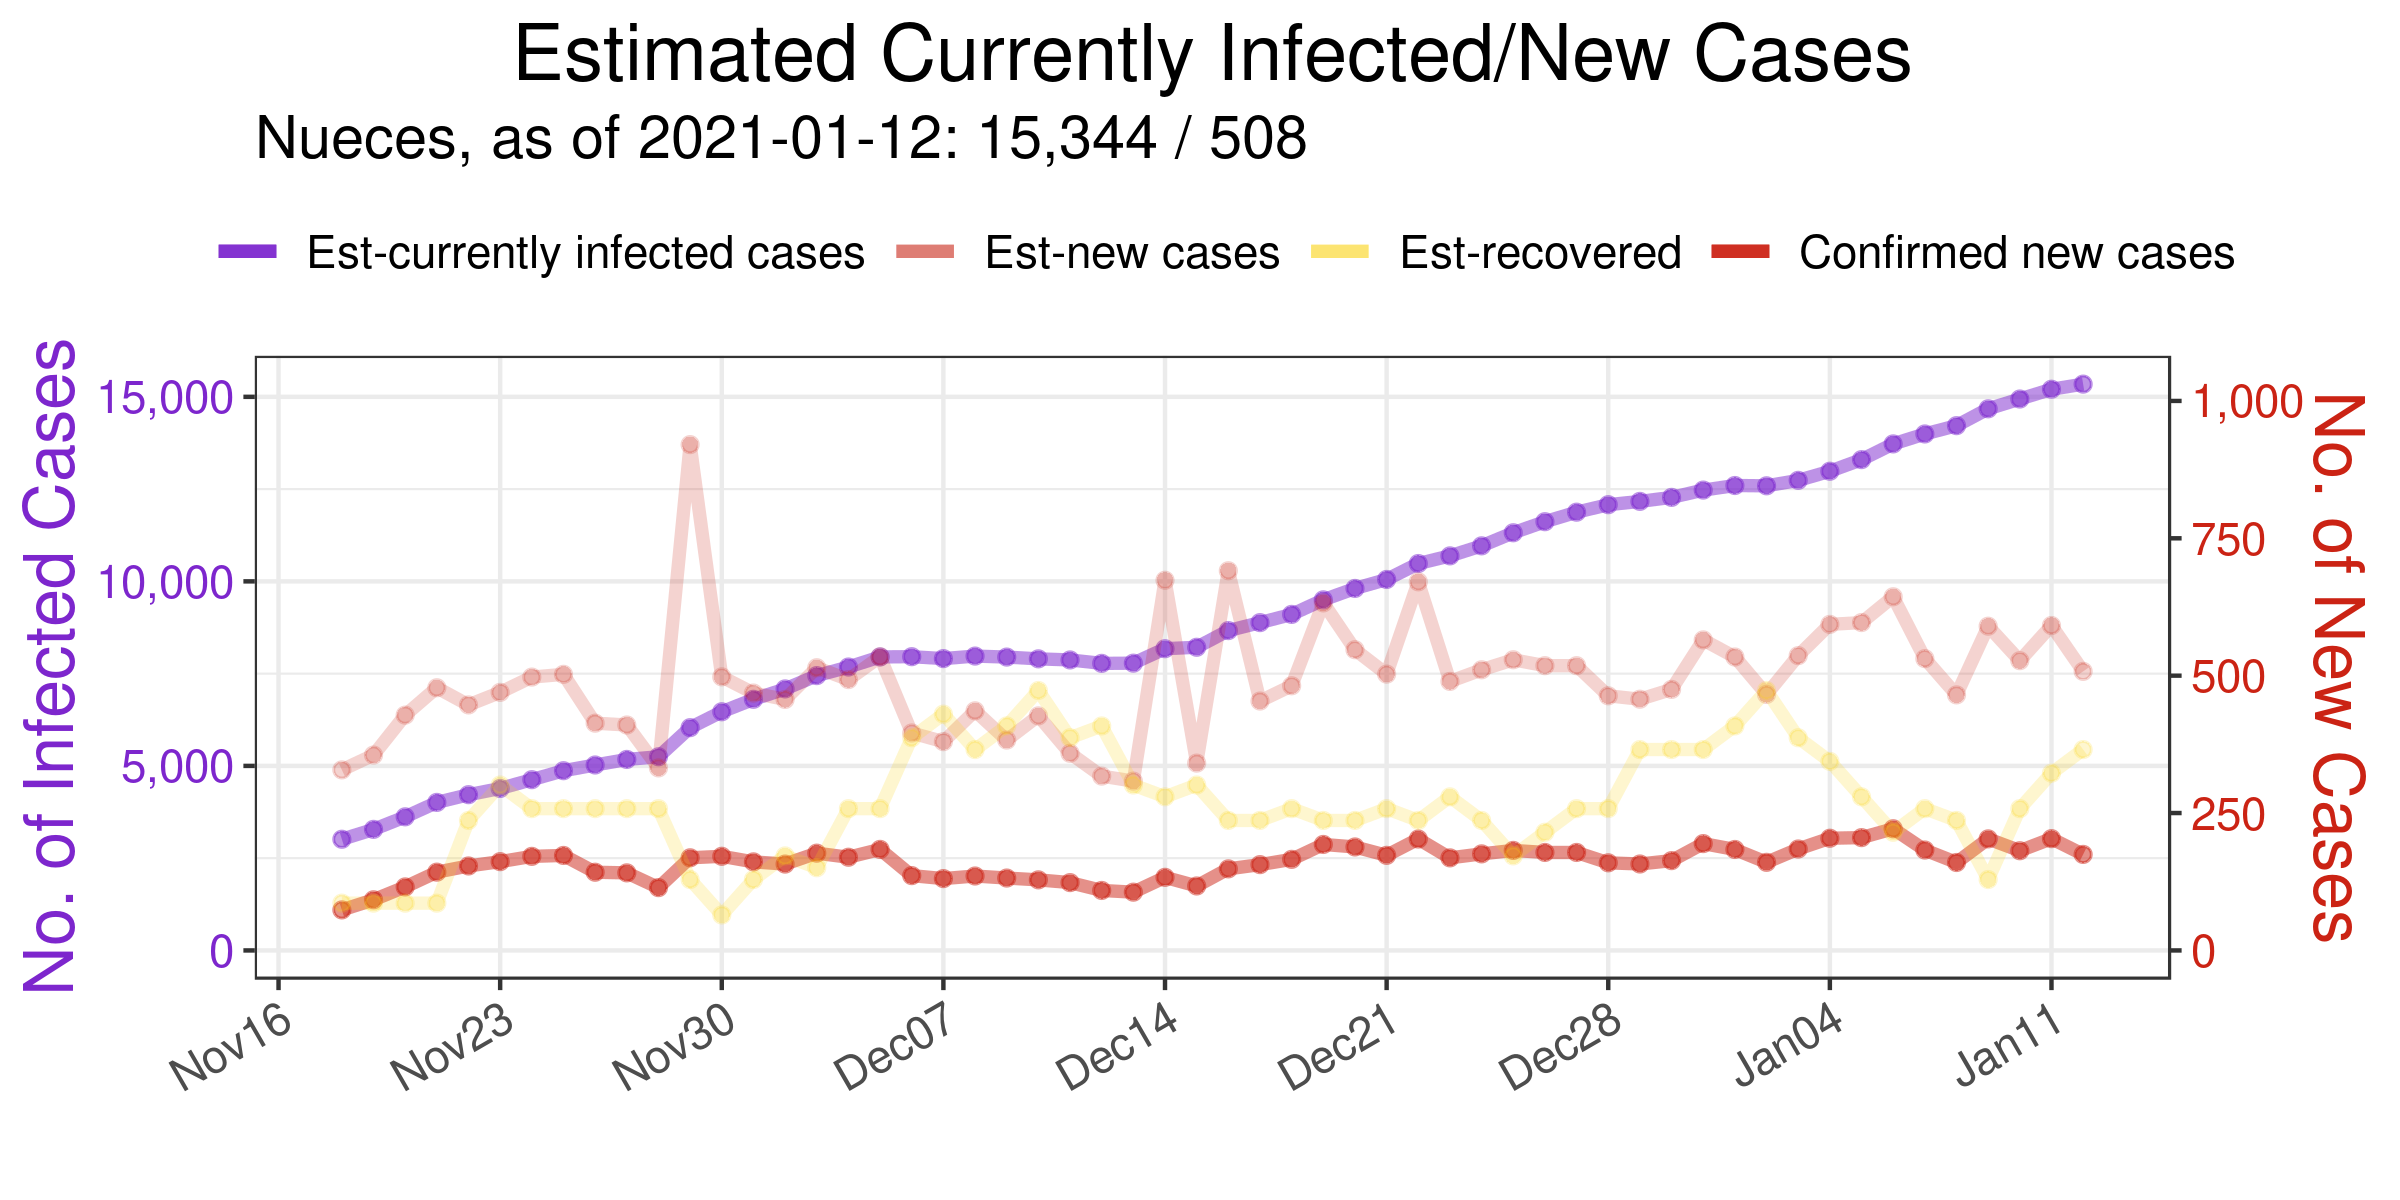 Estimated Currently Infected/New Cases
Nueces, as of 2021-01-12: 15,344 / 508
Est-currently infected cases Est-new cases Est-recovered Confirmed new cases
No. of Infected Cases
15,000
10,000
5,000
0
1,000
750
500
250
0
No. of New Cases
Nov16 Nov23 Nov30 Dec07 Dec14 Dec21 Dec28 Jan04 Jan11